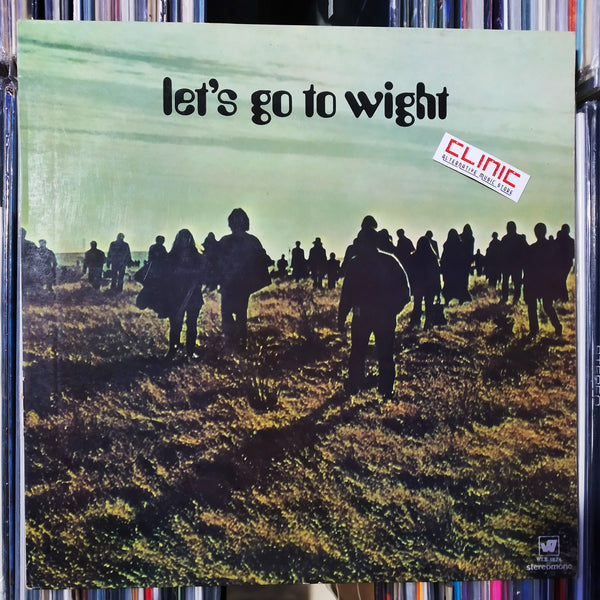 let's go to wight
CLINIC
ALTERNATIVE MUSIC STORE
stereomono